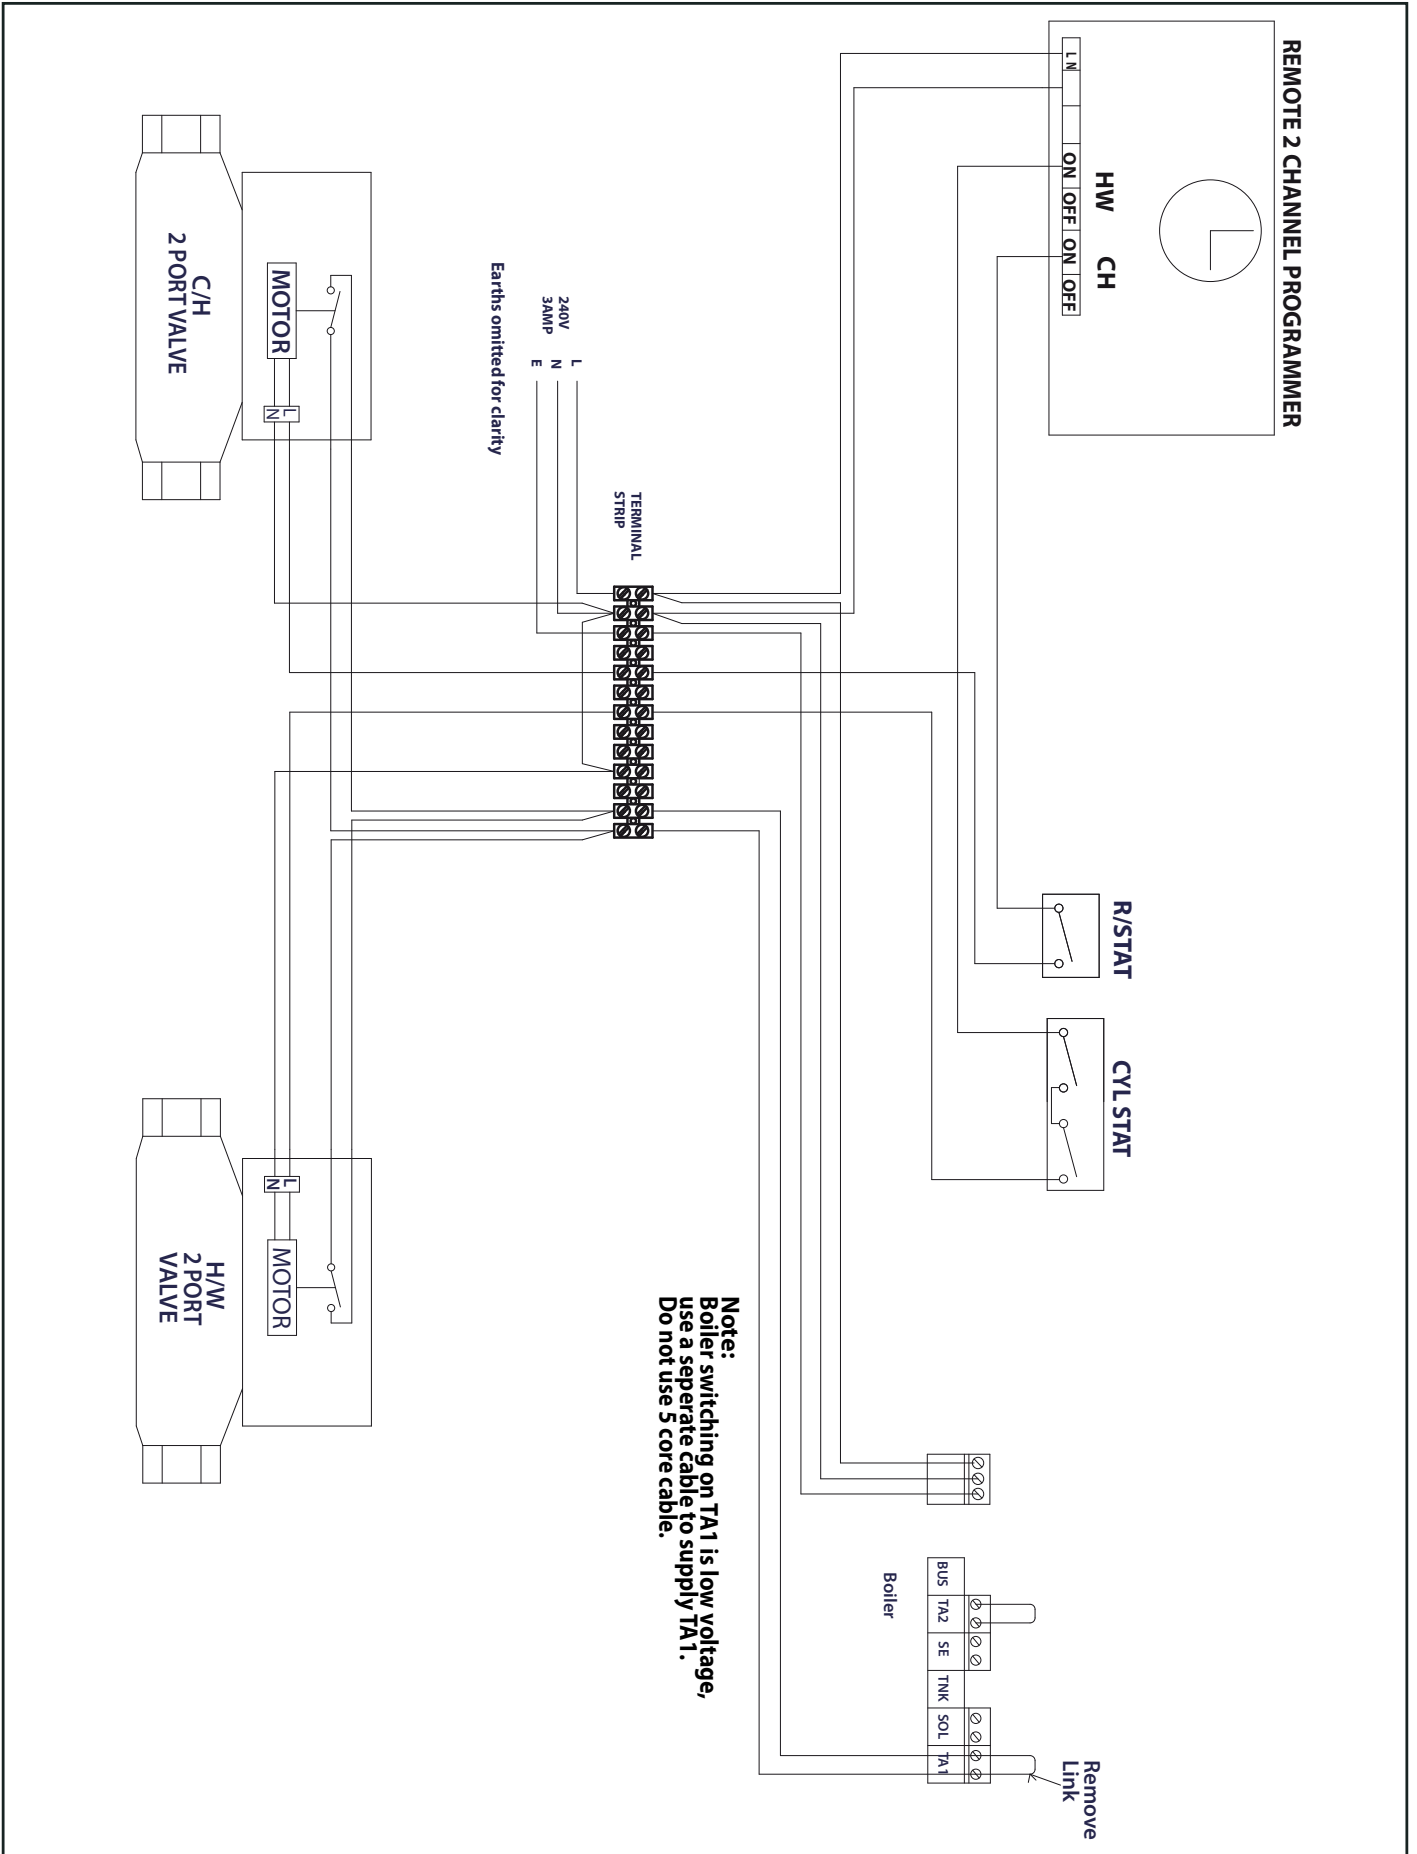 REMOTE 2 CHANNEL PROGRAMMER
HW CH
L N ON OFF ON OFF
R/STAT
CYL STAT
Remove
Link
BUS TA2 SE TNK SOL TA1
Boiler
Note:
Boiler switching on TA1 is low voltage,
use a seperate cable to supply TA1.
Do not use 5 core cable.
TERMINAL
STRIP
240V
3AMP
L
N
E
Earths omitted for clarity
MOTOR
L
N
C/H
2 PORT VALVE
L
N
MOTOR
H/W
2 PORT
VALVE